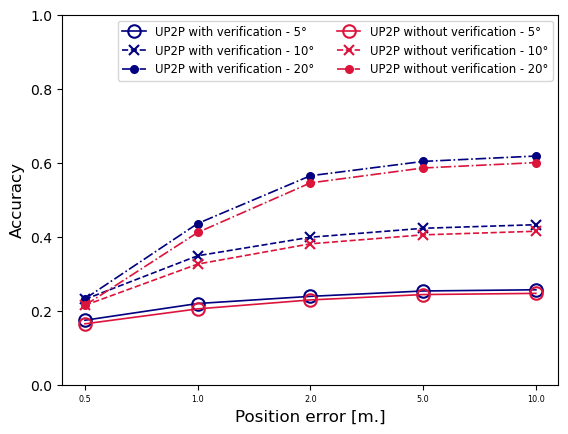 UP2P with verification - 5°
UP2P with verification - 10°
UP2P with verification - 20°
UP2P without verification - 5°
UP2P without verification - 10°
UP2P without verification - 20°
1.0
0.8
0.6
0.4
0.2
0.0
Accuracy
0.5 1.0 2.0 5.0 10.0
Position error [m.]